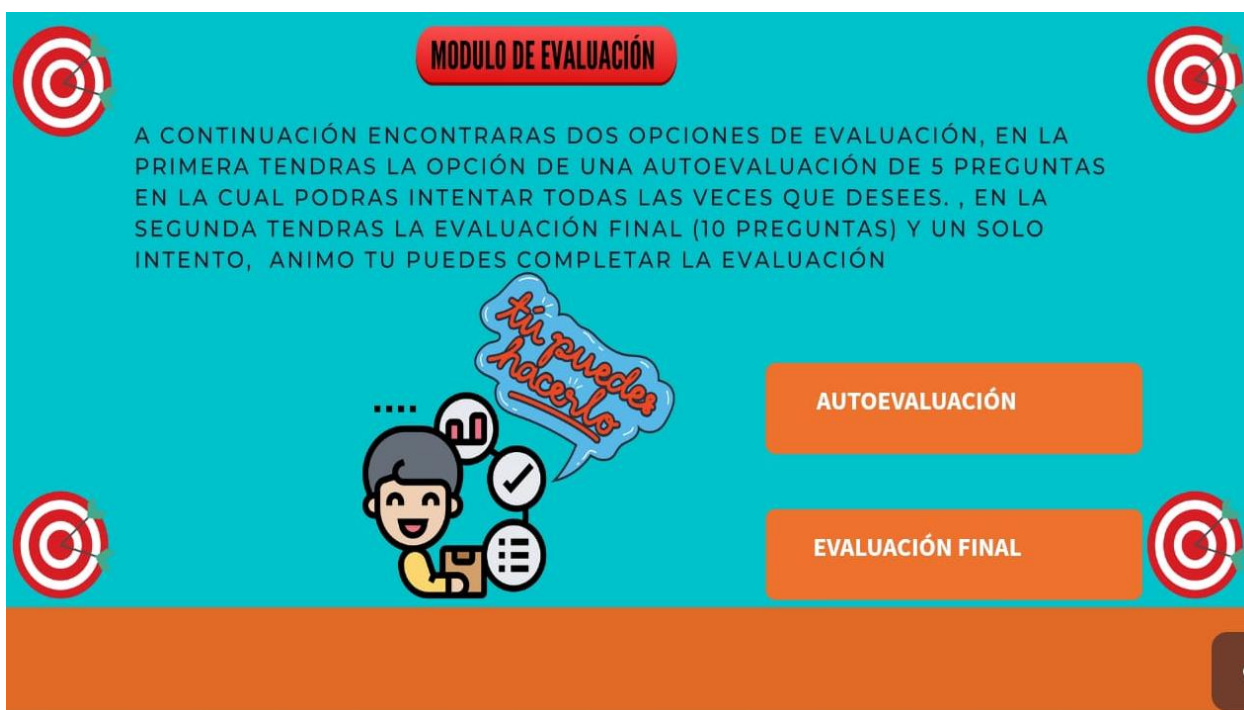 MODULO DE EVALUACIÓN
A CONTINUACIÓN ENCONTRARAS DOS OPCIONES DE EVALUACIÓN, EN LA
PRIMERA TENDRAS LA OPCIÓN DE UNA AUTOEVALUACIÓN DE 5 PREGUNTAS
EN LA CUAL PODRAS INTENTAR TODAS LAS VECES QUE DESEES. , EN LA
SEGUNDA TENDRAS LA EVALUACIÓN FINAL (10 PREGUNTAS) Y UN SOLO
INTENTO, ANIMO TU PUEDES COMPLETAR LA EVALUACIÓN
tú puedes
hacerlo
AUTOEVALUACIÓN
EVALUACIÓN FINAL